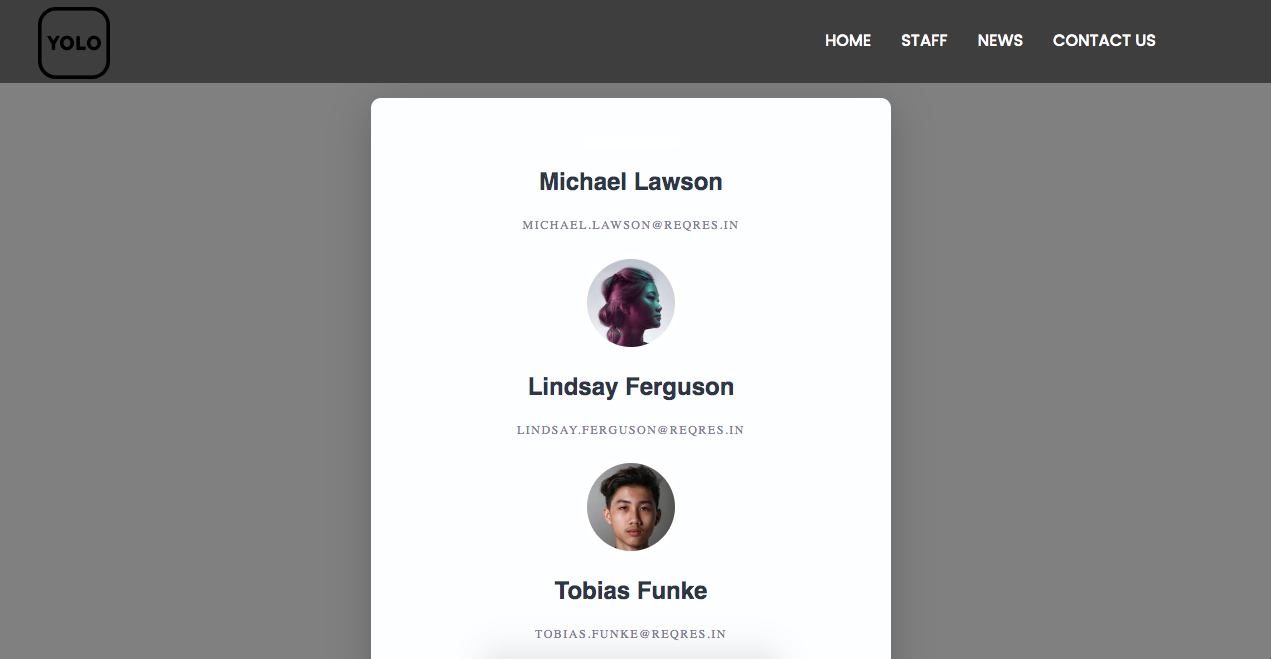 YOLO
HOME STAFF NEWS CONTACT US
Michael Lawson
MICHAEL.LAWSON@REQRES.IN
Lindsay Ferguson
LINDSAY.FERGUSON@REQRES.IN
Tobias Funke
TOBIAS.FUNKE@REQRES.IN